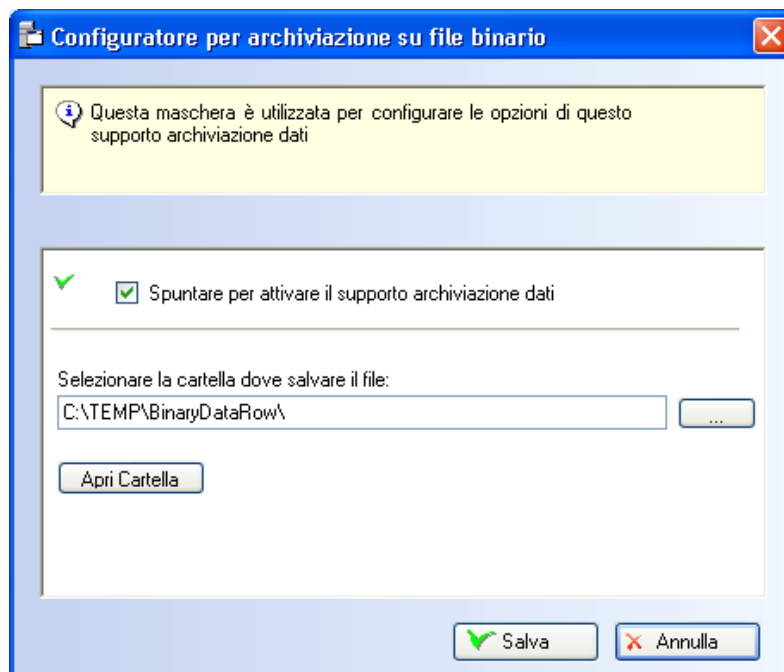 Configuratore per archiviazione su file binario
Questa maschera è utilizzata per configurare le opzioni di questo
supporto archiviazione dati
Spuntare per attivare il supporto archiviazione dati
Selezionare la cartella dove salvare il file:
C:\TEMP\BinaryDataRow\
...
Apri Cartella
Salva
Annulla